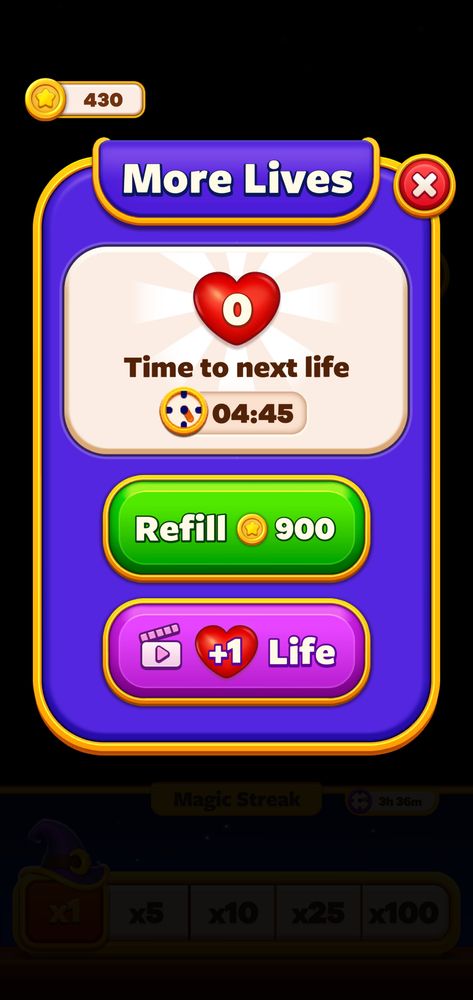 430
More Lives
0
Time to next life
04:45
Refill 900
+1 Life
Magic Streak
3h 36m
x1 x5 x10 x25 x100